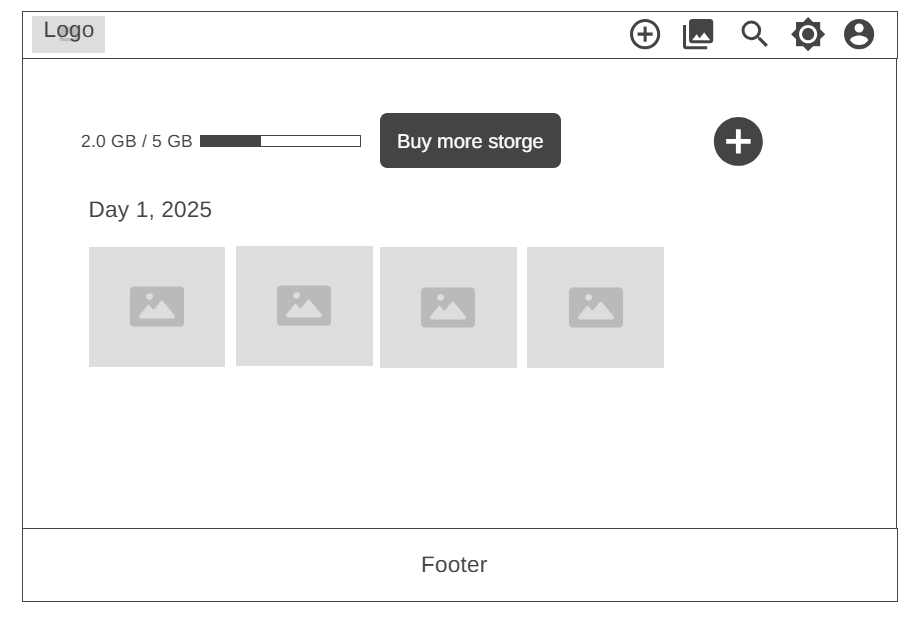 Logo
2.0 GB / 5 GB
Buy more storge
Day 1, 2025
Footer